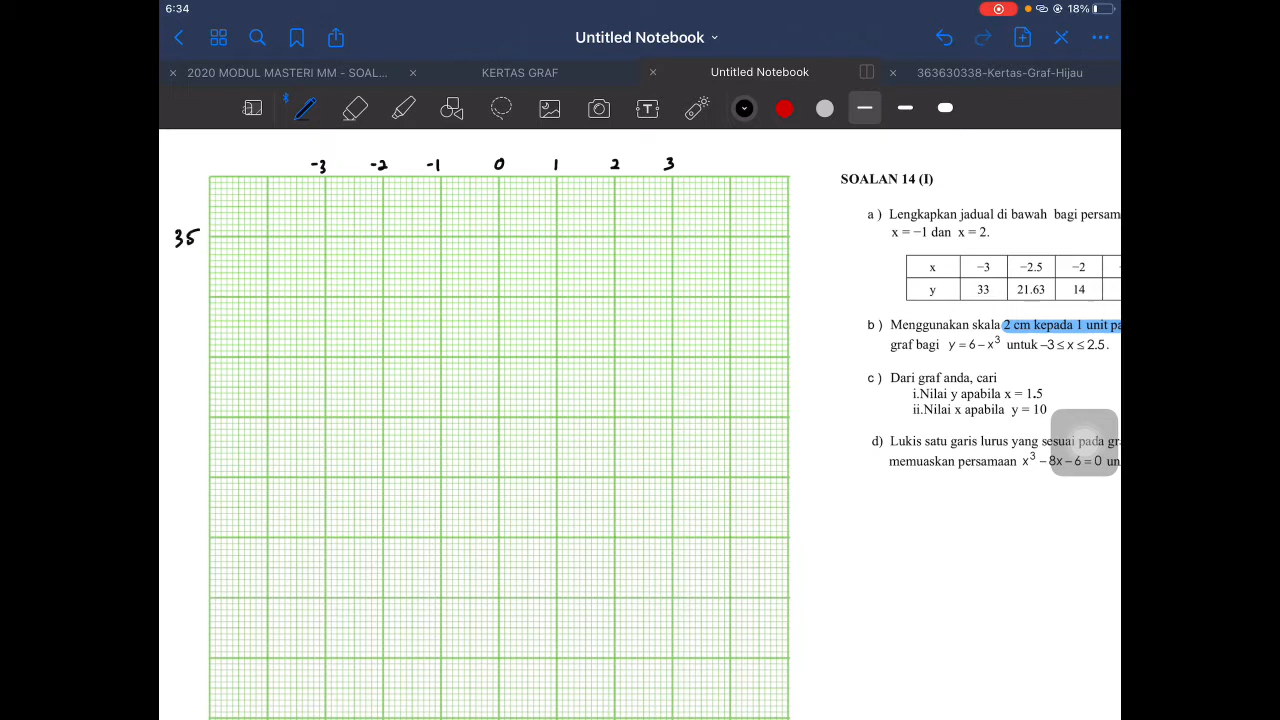 6:34
18%
Untitled Notebook
2020 MODUL MASTERI MM - SOAL...
KERTAS GRAF
Untitled Notebook
363630338-Kertas-Graf-Hijau
-3 -2 -1 0 1 2 3
35
SOALAN 14 (I)
a ) Lengkapkan jadual di bawah bagi persam
x = −1 dan x = 2.
x −3 −2.5 −2
y 33 21.63 14
b ) Menggunakan skala 2 cm kepada 1 unit pa
graf bagi y = 6 – x³ untuk –3 ≤ x ≤ 2.5.
c ) Dari graf anda, cari
i.Nilai y apabila x = 1.5
ii.Nilai x apabila y = 10
d) Lukis satu garis lurus yang sesuai pada gra
memuaskan persamaan x³ – 8x – 6 = 0 un